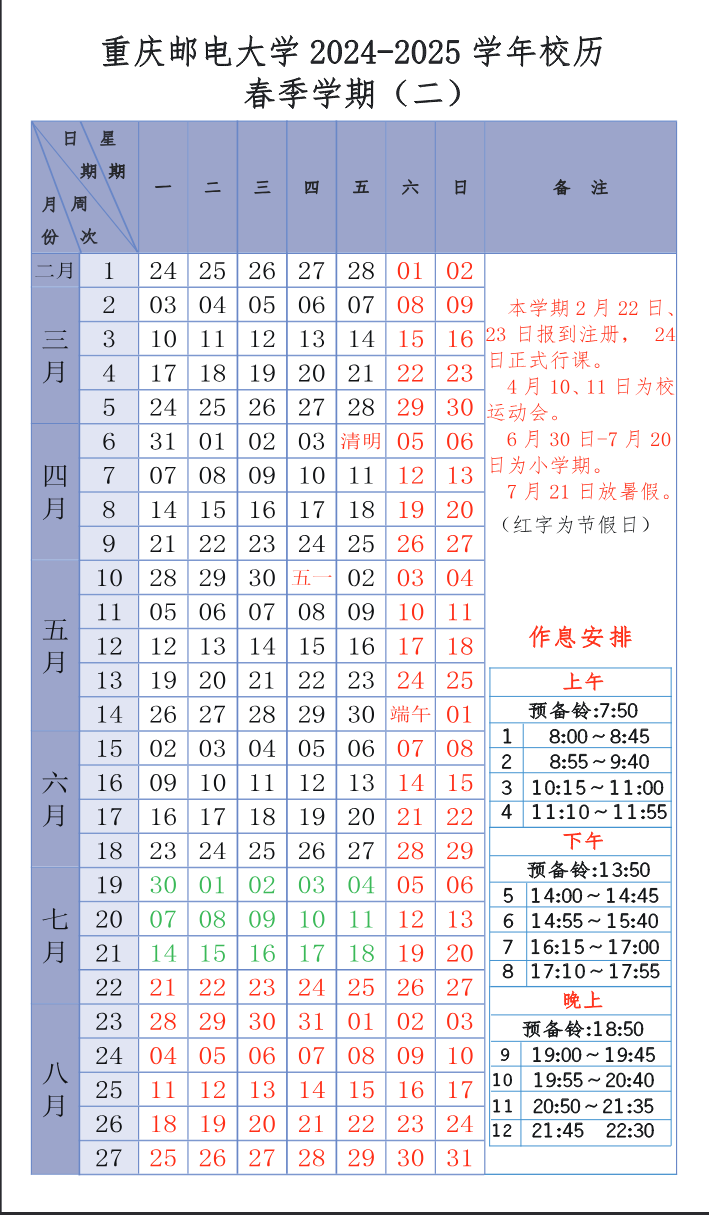 重庆邮电大学 2024-2025 学年校历
春季学期（二）
日 星
期 期
月 周
份 次
一 二 三 四 五 六 日 备 注
二月 1 24 25 26 27 28 01 02
三月
2 03 04 05 06 07 08 09
3 10 11 12 13 14 15 16
4 17 18 19 20 21 22 23
5 24 25 26 27 28 29 30
四月
6 31 01 02 03 清明 05 06
7 07 08 09 10 11 12 13
8 14 15 16 17 18 19 20
9 21 22 23 24 25 26 27
五月
10 28 29 30 五一 02 03 04
11 05 06 07 08 09 10 11
12 12 13 14 15 16 17 18
13 19 20 21 22 23 24 25
14 26 27 28 29 30 端午 01
六月
15 02 03 04 05 06 07 08
16 09 10 11 12 13 14 15
17 16 17 18 19 20 21 22
18 23 24 25 26 27 28 29
七月
19 30 01 02 03 04 05 06
20 07 08 09 10 11 12 13
21 14 15 16 17 18 19 20
22 21 22 23 24 25 26 27
八月
23 28 29 30 31 01 02 03
24 04 05 06 07 08 09 10
25 11 12 13 14 15 16 17
26 18 19 20 21 22 23 24
27 25 26 27 28 29 30 31
本学期 2 月 22 日、
23 日报到注册， 24
日正式行课。
4 月 10、11 日为校
运动会。
6 月 30 日-7 月 20
日为小学期。
7 月 21 日放暑假。
（红字为节假日）
作息安排
上午
预备铃:7:50
1 8:00～8:45
2 8:55～9:40
3 10:15～11:00
4 11:10～11:55
下午
预备铃:13:50
5 14:00～14:45
6 14:55～15:40
7 16:15～17:00
8 17:10～17:55
晚上
预备铃:18:50
9 19:00～19:45
10 19:55～20:40
11 20:50～21:35
12 21:45 22:30